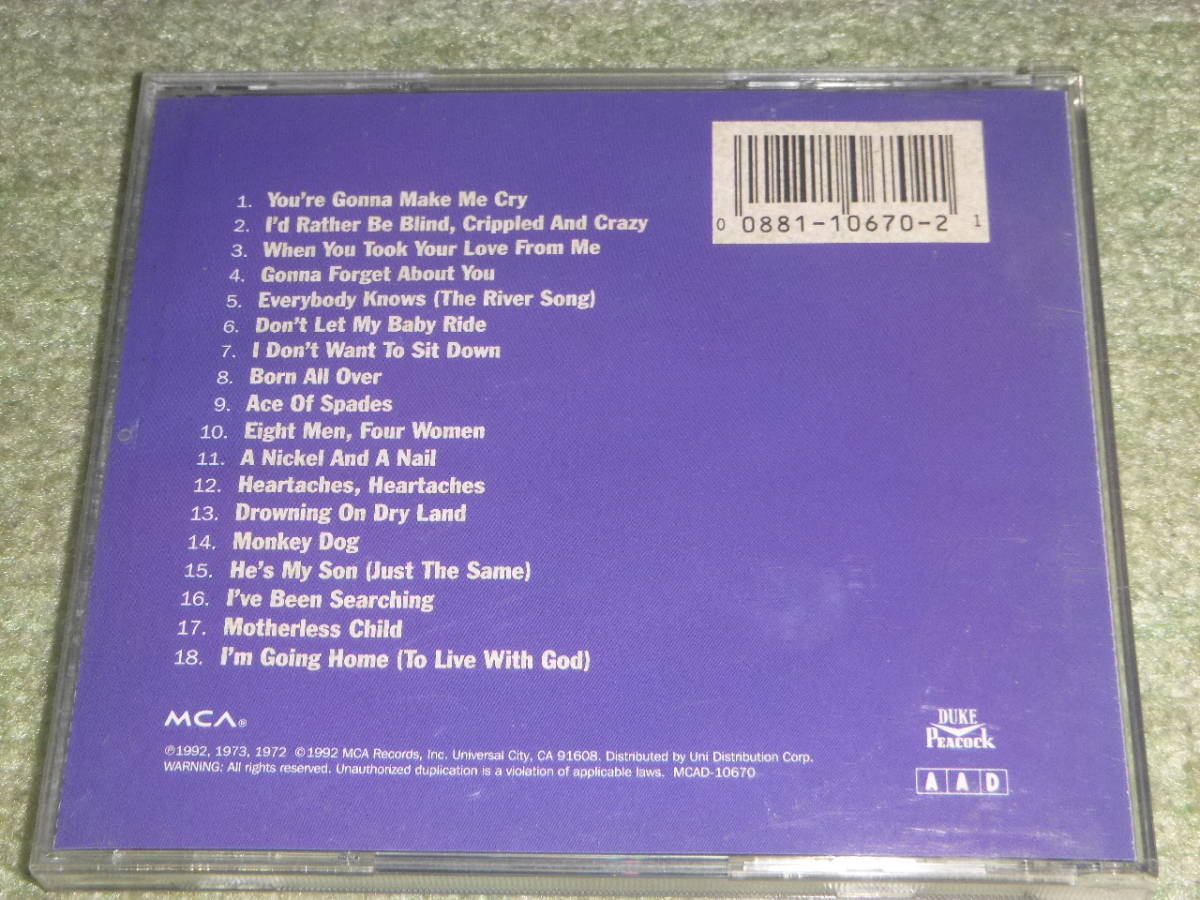 0 0881-10670-2 1
1. You're Gonna Make Me Cry
2. I'd Rather Be Blind, Crippled And Crazy
3. When You Took Your Love From Me
4. Gonna Forget About You
5. Everybody Knows (The River Song)
6. Don't Let My Baby Ride
7. I Don't Want To Sit Down
8. Born All Over
9. Ace Of Spades
10. Eight Men, Four Women
11. A Nickel And A Nail
12. Heartaches, Heartaches
13. Drowning On Dry Land
14. Monkey Dog
15. He's My Son (Just The Same)
16. I've Been Searching
17. Motherless Child
18. I'm Going Home (To Live With God)
MCA®
℗1992, 1973, 1972 ©1992 MCA Records, Inc. Universal City, CA 91608. Distributed by Uni Distribution Corp.
WARNING: All rights reserved. Unauthorized duplication is a violation of applicable laws. MCAD-10670
DUKE
PEACOCK
A A D